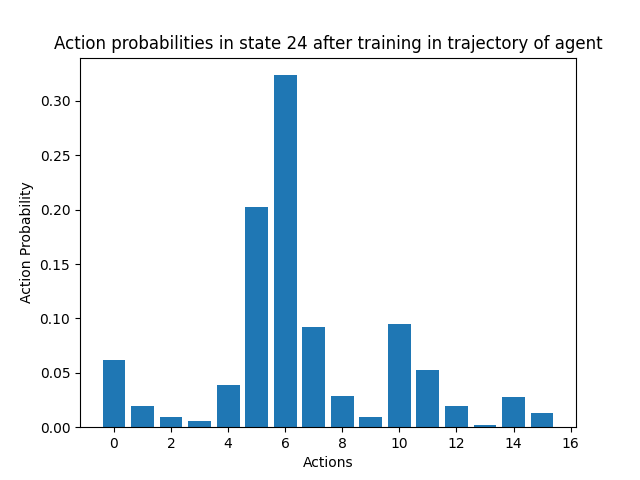 Action probabilities in state 24 after training in trajectory of agent
0.30
0.25
0.20
0.15
0.10
0.05
0.00
Action Probability
0 2 4 6 8 10 12 14 16
Actions